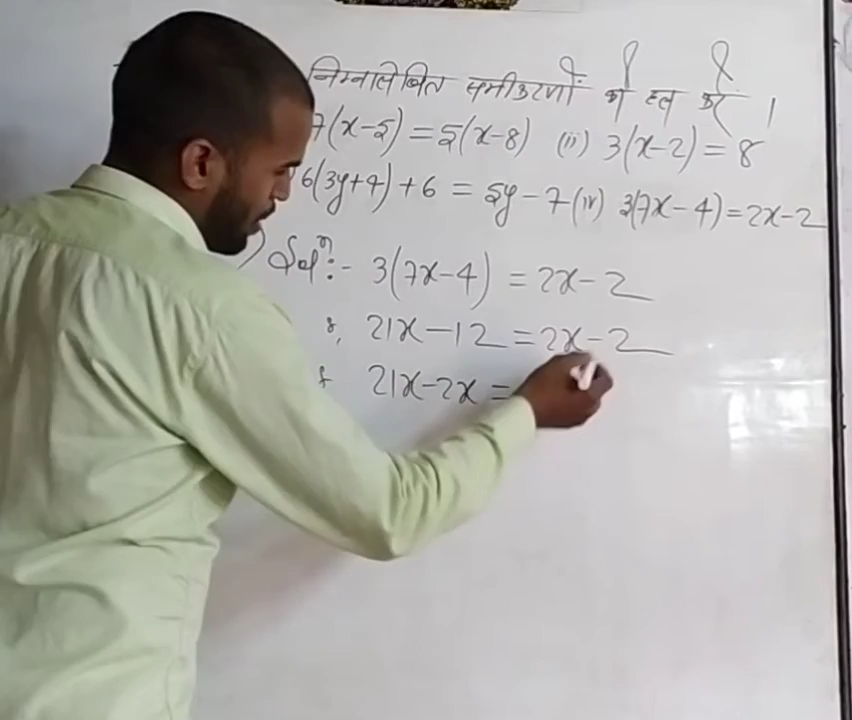 निम्नलिखित समीकरणों को हल करें ।
7(x-5) = 5(x-8) (ii) 3(x-2) = 8
6(3y+4) + 6 = 5y - 7 (iv) 3(7x-4) = 2x-2
) Solⁿ:- 3(7x-4) = 2x-2
21x-12 = 2x-2
21x-2x =